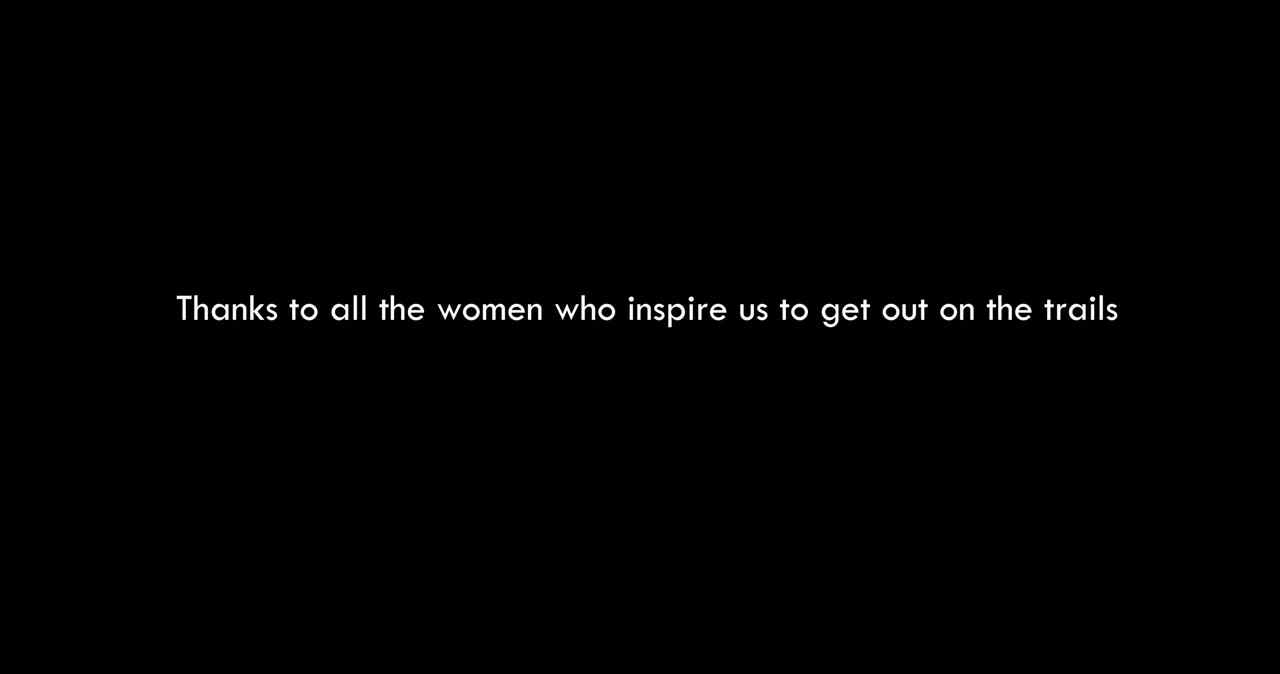 Thanks to all the women who inspire us to get out on the trails